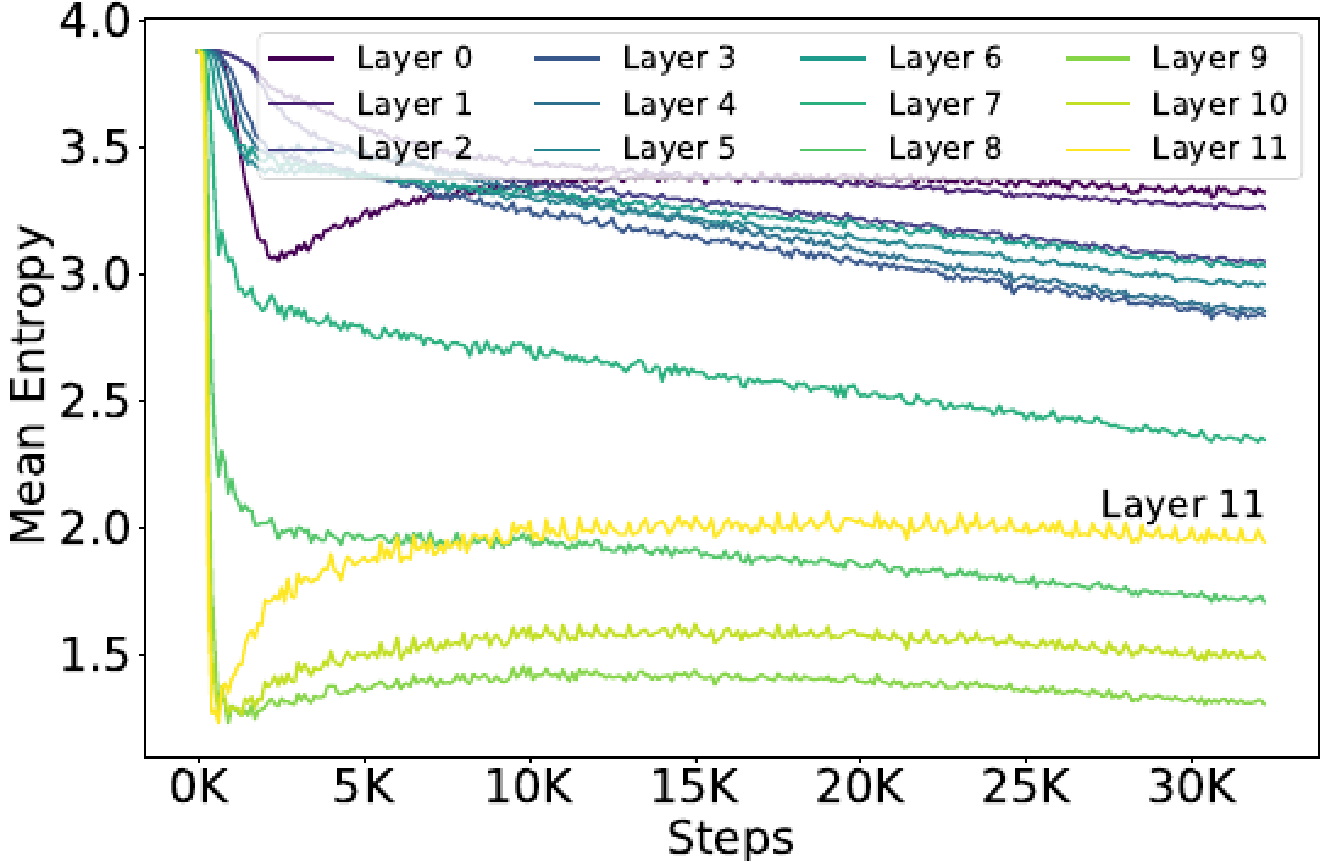 4.0
3.5
3.0
2.5
2.0
1.5
Mean Entropy
Layer 0 Layer 3 Layer 6 Layer 9
Layer 1 Layer 4 Layer 7 Layer 10
Layer 2 Layer 5 Layer 8 Layer 11
Layer 11
0K 5K 10K 15K 20K 25K 30K
Steps